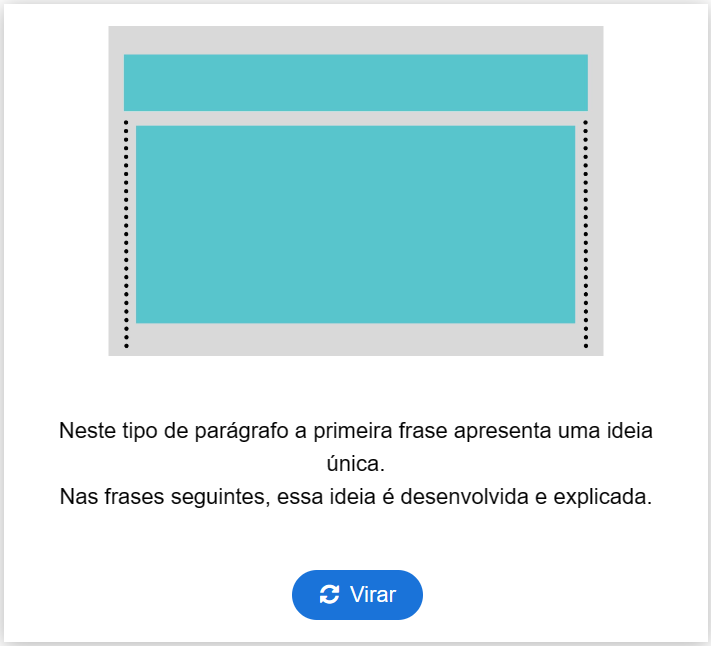 Neste tipo de parágrafo a primeira frase apresenta uma ideia
única.
Nas frases seguintes, essa ideia é desenvolvida e explicada.
Virar